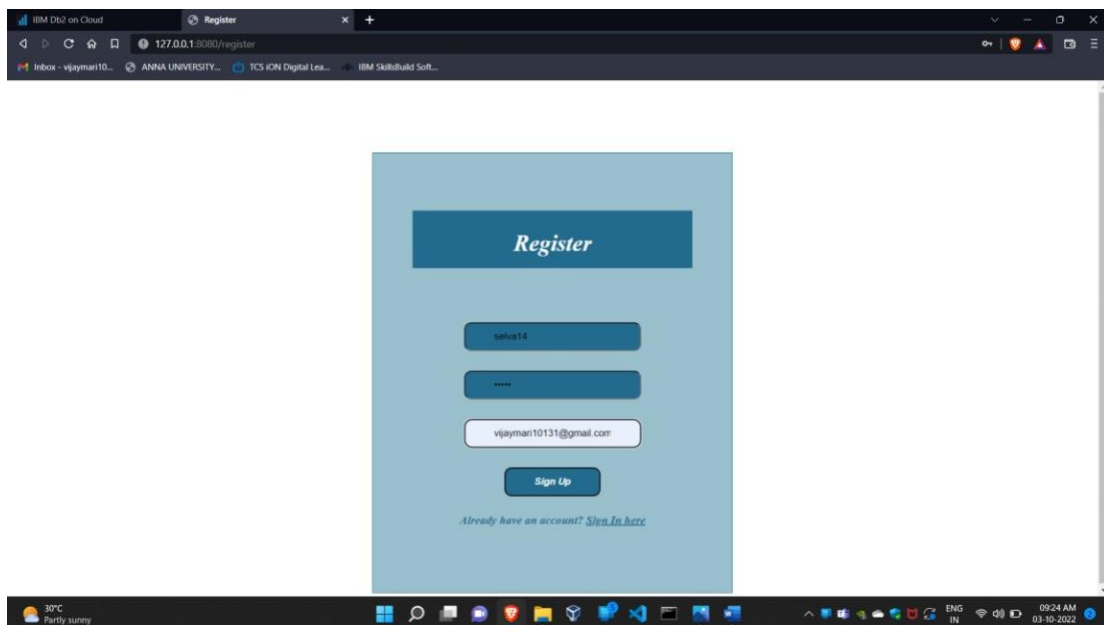 IBM Db2 on Cloud
Register
127.0.0.1:8080/register
Inbox - vijaymari10...
ANNA UNIVERSITY...
TCS iON Digital Lea...
IBM SkillsBuild Soft...
Register
selva14
•••••
vijaymari10131@gmail.com
Sign Up
Already have an account? Sign In here
30°C
Partly sunny
ENG
IN
09:24 AM
03-10-2022